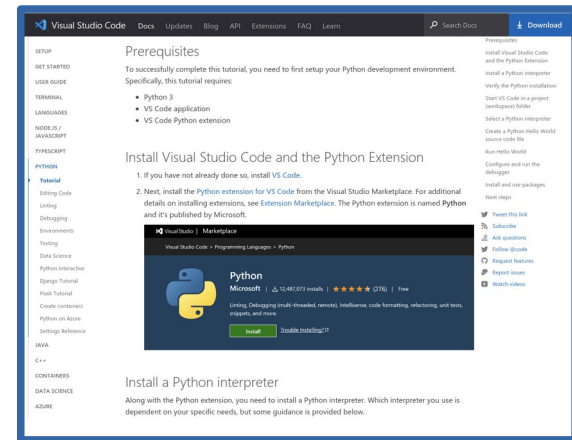 Visual Studio Code Docs Updates Blog API Extensions FAQ Learn Search Docs Download
SETUP
GET STARTED
USER GUIDE
TERMINAL
LANGUAGES
NODE.JS /
JAVASCRIPT
TYPESCRIPT
PYTHON
Tutorial
Editing Code
Linting
Debugging
Environments
Testing
Data Science
Python Interactive
Django Tutorial
Flask Tutorial
Create containers
Python on Azure
Settings Reference
JAVA
C++
CONTAINERS
DATA SCIENCE
AZURE
Prerequisites
To successfully complete this tutorial, you need to first setup your Python development environment.
Specifically, this tutorial requires:
• Python 3
• VS Code application
• VS Code Python extension
Install Visual Studio Code and the Python Extension
1. If you have not already done so, install VS Code.
2. Next, install the Python extension for VS Code from the Visual Studio Marketplace. For additional
details on installing extensions, see Extension Marketplace. The Python extension is named Python
and it's published by Microsoft.
Visual Studio | Marketplace
Visual Studio Code > Programming Languages > Python
Python
Microsoft | 12,487,073 installs | ★★★★★ (276) | Free
Linting, Debugging (multi-threaded, remote), Intellisense, code formatting, refactoring, unit tests,
snippets, and more.
Install Trouble Installing?
Install a Python interpreter
Along with the Python extension, you need to install a Python interpreter. Which interpreter you use is
dependent on your specific needs, but some guidance is provided below.
Prerequisites
Install Visual Studio Code
and the Python Extension
Install a Python interpreter
Verify the Python installation
Start VS Code in a project
(workspace) folder
Select a Python interpreter
Create a Python Hello World
source code file
Run Hello World
Configure and run the
debugger
Install and use packages
Next steps
Tweet this link
Subscribe
Ask questions
Follow @code
Request features
Report issues
Watch videos